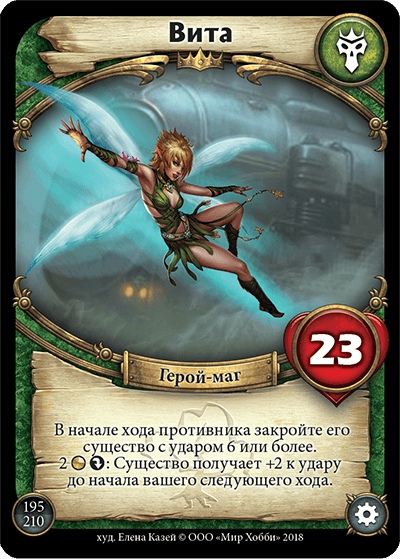 Вита
23
Герой-маг
В начале хода противника закройте его
существо с ударом 6 или более.
2 : Существо получает +2 к удару
до начала вашего следующего хода.
195
210
худ. Елена Казей © ООО «Мир Хобби» 2018